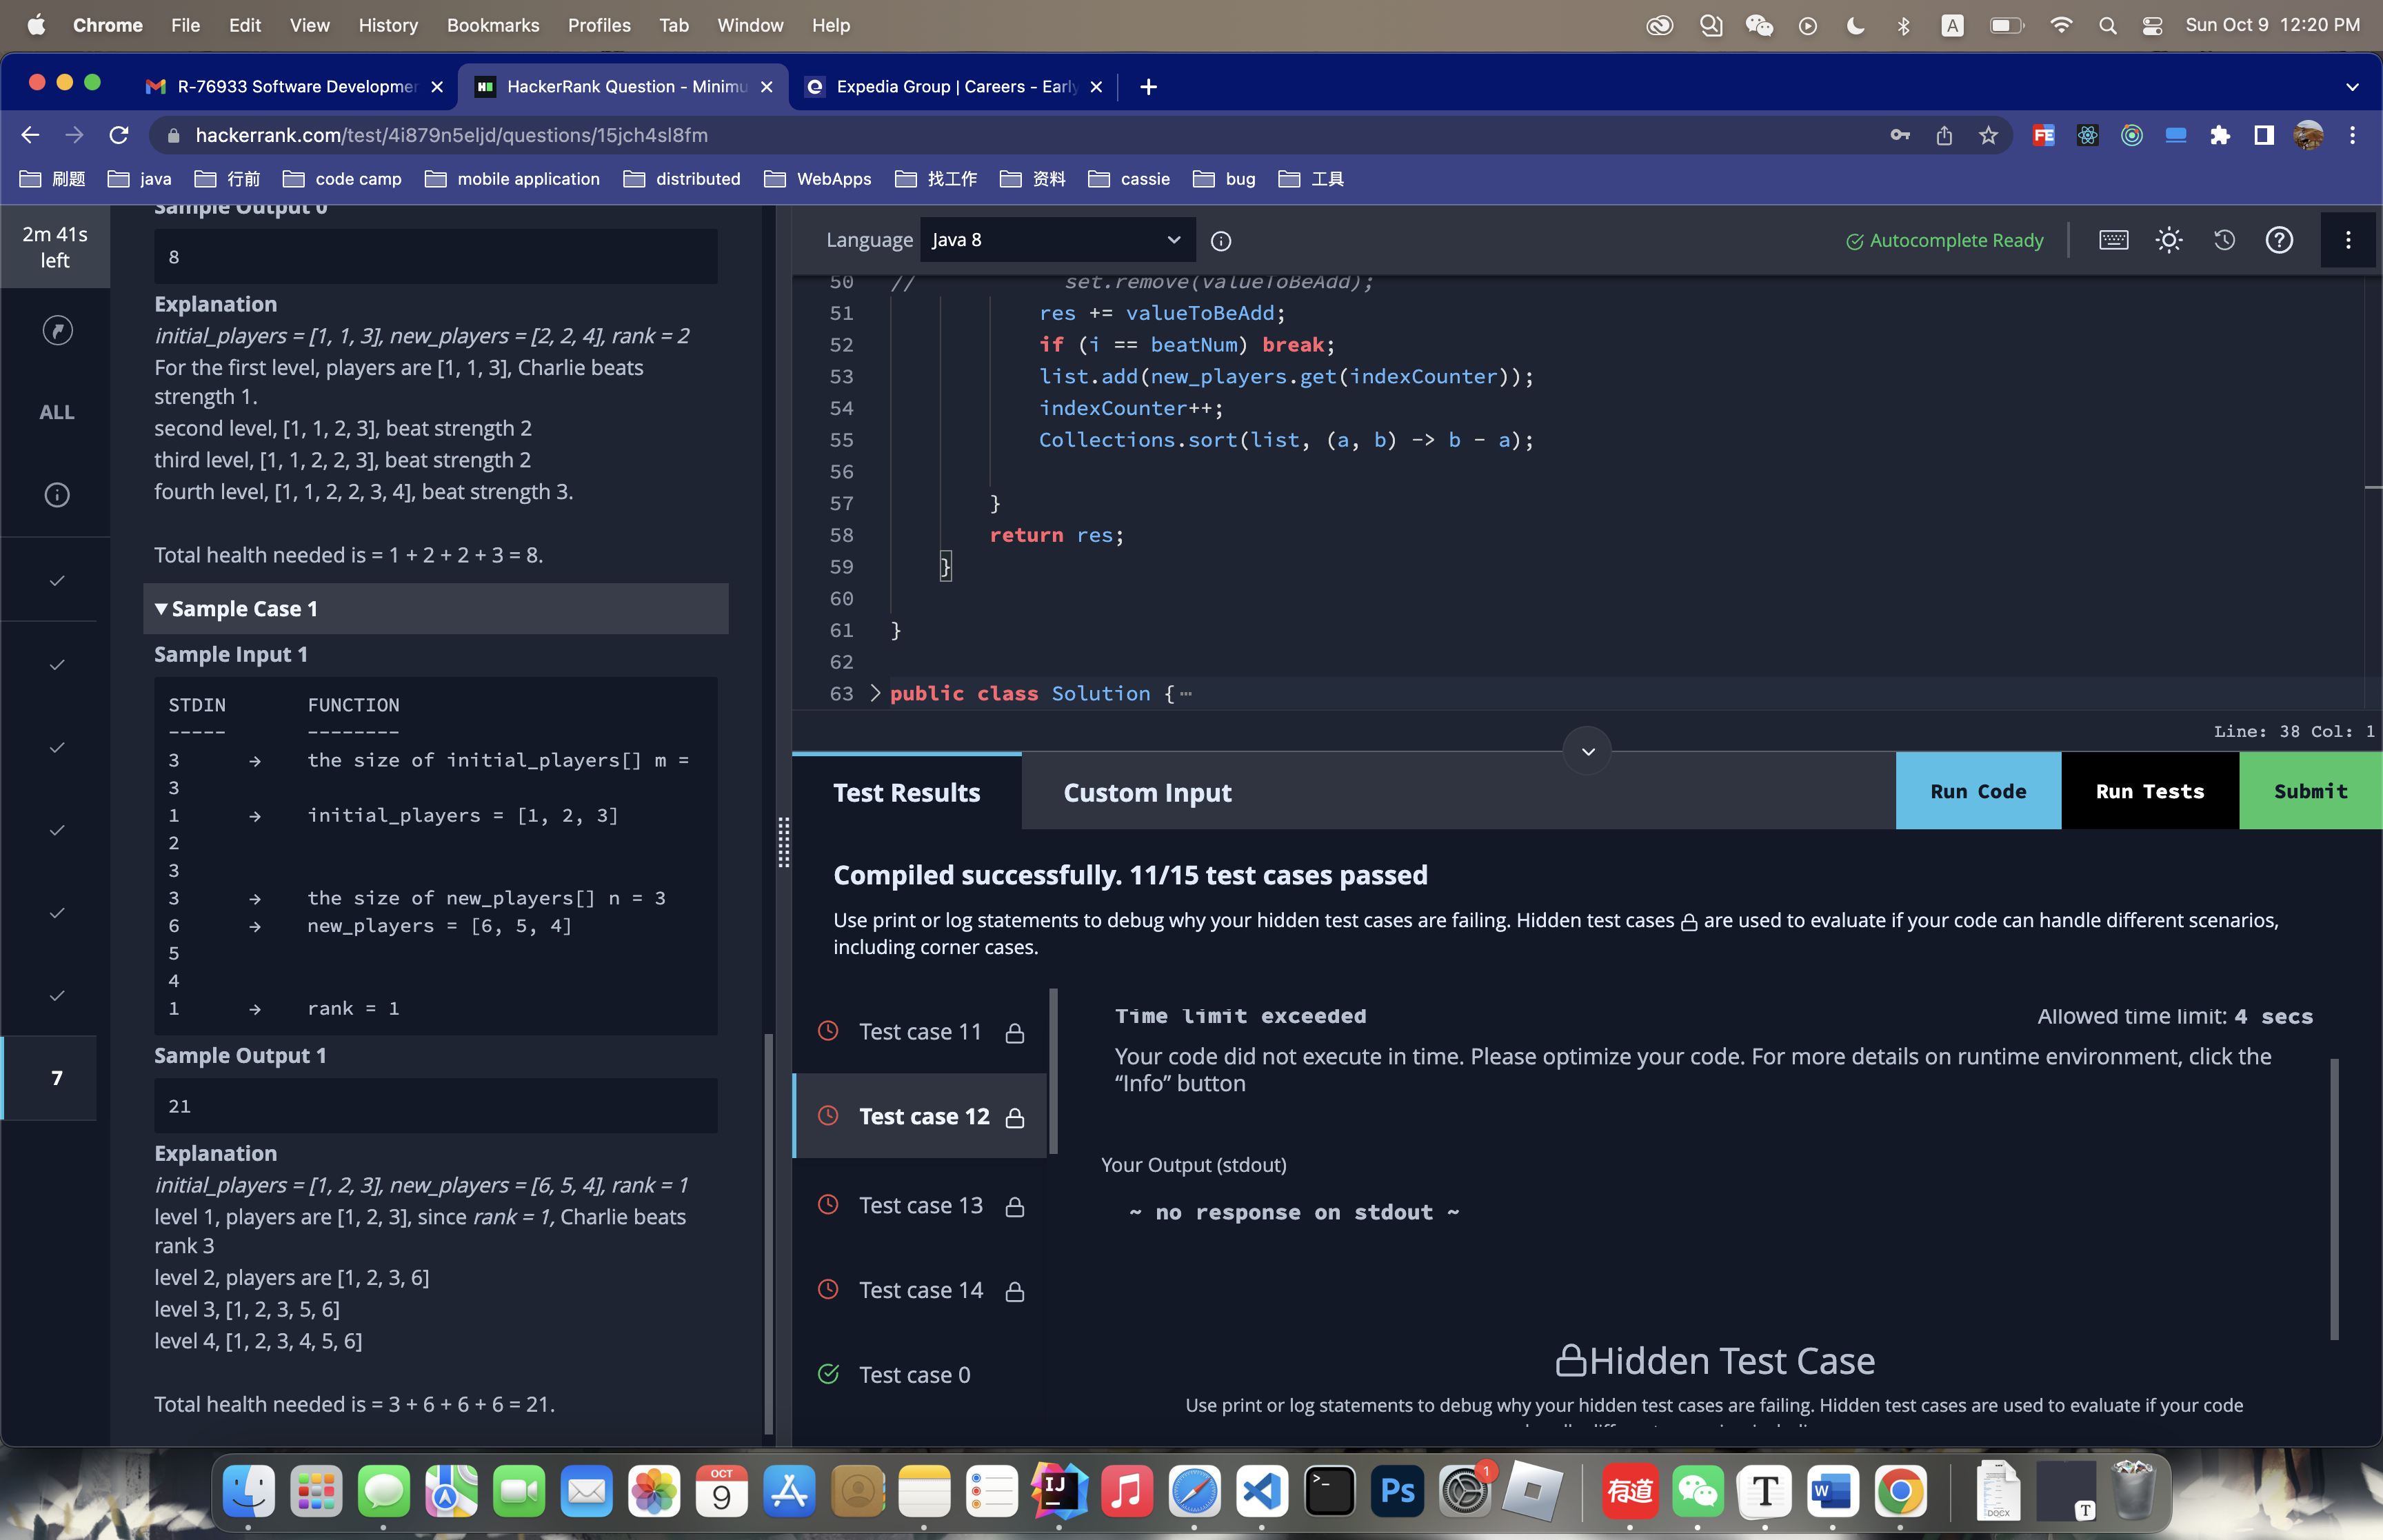 Chrome File Edit View History Bookmarks Profiles Tab Window Help
A
Sun Oct 9 12:20 PM
R-76933 Software Developmen
HackerRank Question - Minimu
Expedia Group | Careers - Early
hackerrank.com/test/4i879n5eljd/questions/15jch4sl8fm
FE
刷题 java 行前 code camp mobile application distributed WebApps 找工作 资料 cassie bug 工具
2m 41s
left
ALL
7
Sample Output 0
8
Explanation
initial_players = [1, 1, 3], new_players = [2, 2, 4], rank = 2
For the first level, players are [1, 1, 3], Charlie beats
strength 1.
second level, [1, 1, 2, 3], beat strength 2
third level, [1, 1, 2, 2, 3], beat strength 2
fourth level, [1, 1, 2, 2, 3, 4], beat strength 3.
Total health needed is = 1 + 2 + 2 + 3 = 8.
▼Sample Case 1
Sample Input 1
STDIN FUNCTION
----- --------
3 → the size of initial_players[] m =
3
1 → initial_players = [1, 2, 3]
2
3
3 → the size of new_players[] n = 3
6 → new_players = [6, 5, 4]
5
4
1 → rank = 1
Sample Output 1
21
Explanation
initial_players = [1, 2, 3], new_players = [6, 5, 4], rank = 1
level 1, players are [1, 2, 3], since rank = 1, Charlie beats
rank 3
level 2, players are [1, 2, 3, 6]
level 3, [1, 2, 3, 5, 6]
level 4, [1, 2, 3, 4, 5, 6]
Total health needed is = 3 + 6 + 6 + 6 = 21.
Language Java 8
Autocomplete Ready
50 // set.remove(valueToBeAdd);
51 res += valueToBeAdd;
52 if (i == beatNum) break;
53 list.add(new_players.get(indexCounter));
54 indexCounter++;
55 Collections.sort(list, (a, b) -> b - a);
56
57 }
58 return res;
59 }
60
61 }
62
63 public class Solution {⋯
Line: 38 Col: 1
Test Results Custom Input Run Code Run Tests Submit
Compiled successfully. 11/15 test cases passed
Use print or log statements to debug why your hidden test cases are failing. Hidden test cases are used to evaluate if your code can handle different scenarios,
including corner cases.
Test case 11
Test case 12
Test case 13
Test case 14
Test case 0
Time limit exceeded
Allowed time limit: 4 secs
Your code did not execute in time. Please optimize your code. For more details on runtime environment, click the
“Info” button
Your Output (stdout)
~ no response on stdout ~
Hidden Test Case
Use print or log statements to debug why your hidden test cases are failing. Hidden test cases are used to evaluate if your code
OCT
9
IJ
Ps
1
有道
T
W
DOCX
T